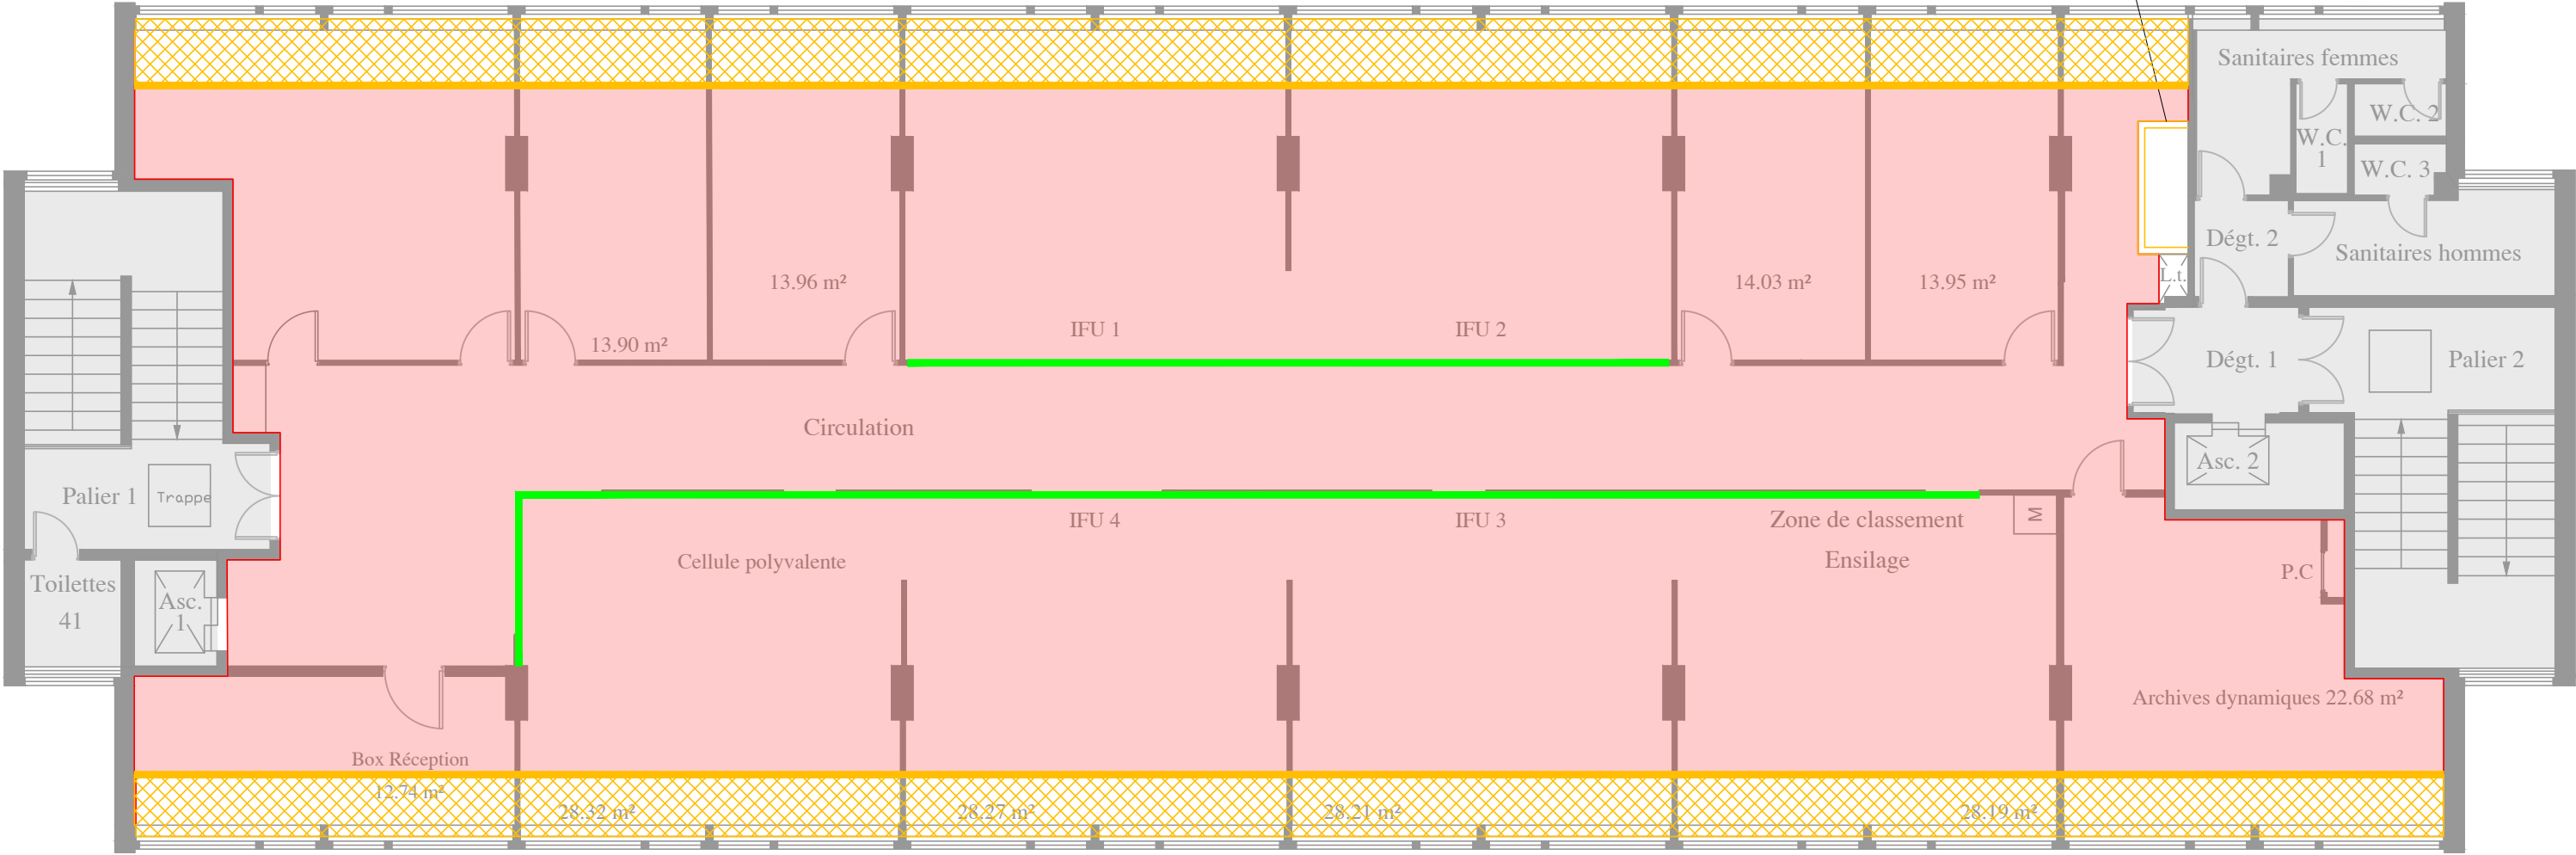 Sanitaires femmes
W.C. 2
W.C.
1
W.C. 3
Dégt. 2
Sanitaires hommes
L.t.
13.96 m²
14.03 m²
13.95 m²
IFU 1
IFU 2
13.90 m²
Dégt. 1
Palier 2
Circulation
Asc. 2
Palier 1
Trappe
IFU 4
IFU 3
Zone de classement
M
Cellule polyvalente
Ensilage
P.C
Toilettes
41
Asc.
1
Archives dynamiques 22.68 m²
Box Réception
12.74 m²
28.32 m²
28.27 m²
28.21 m²
28.19 m²